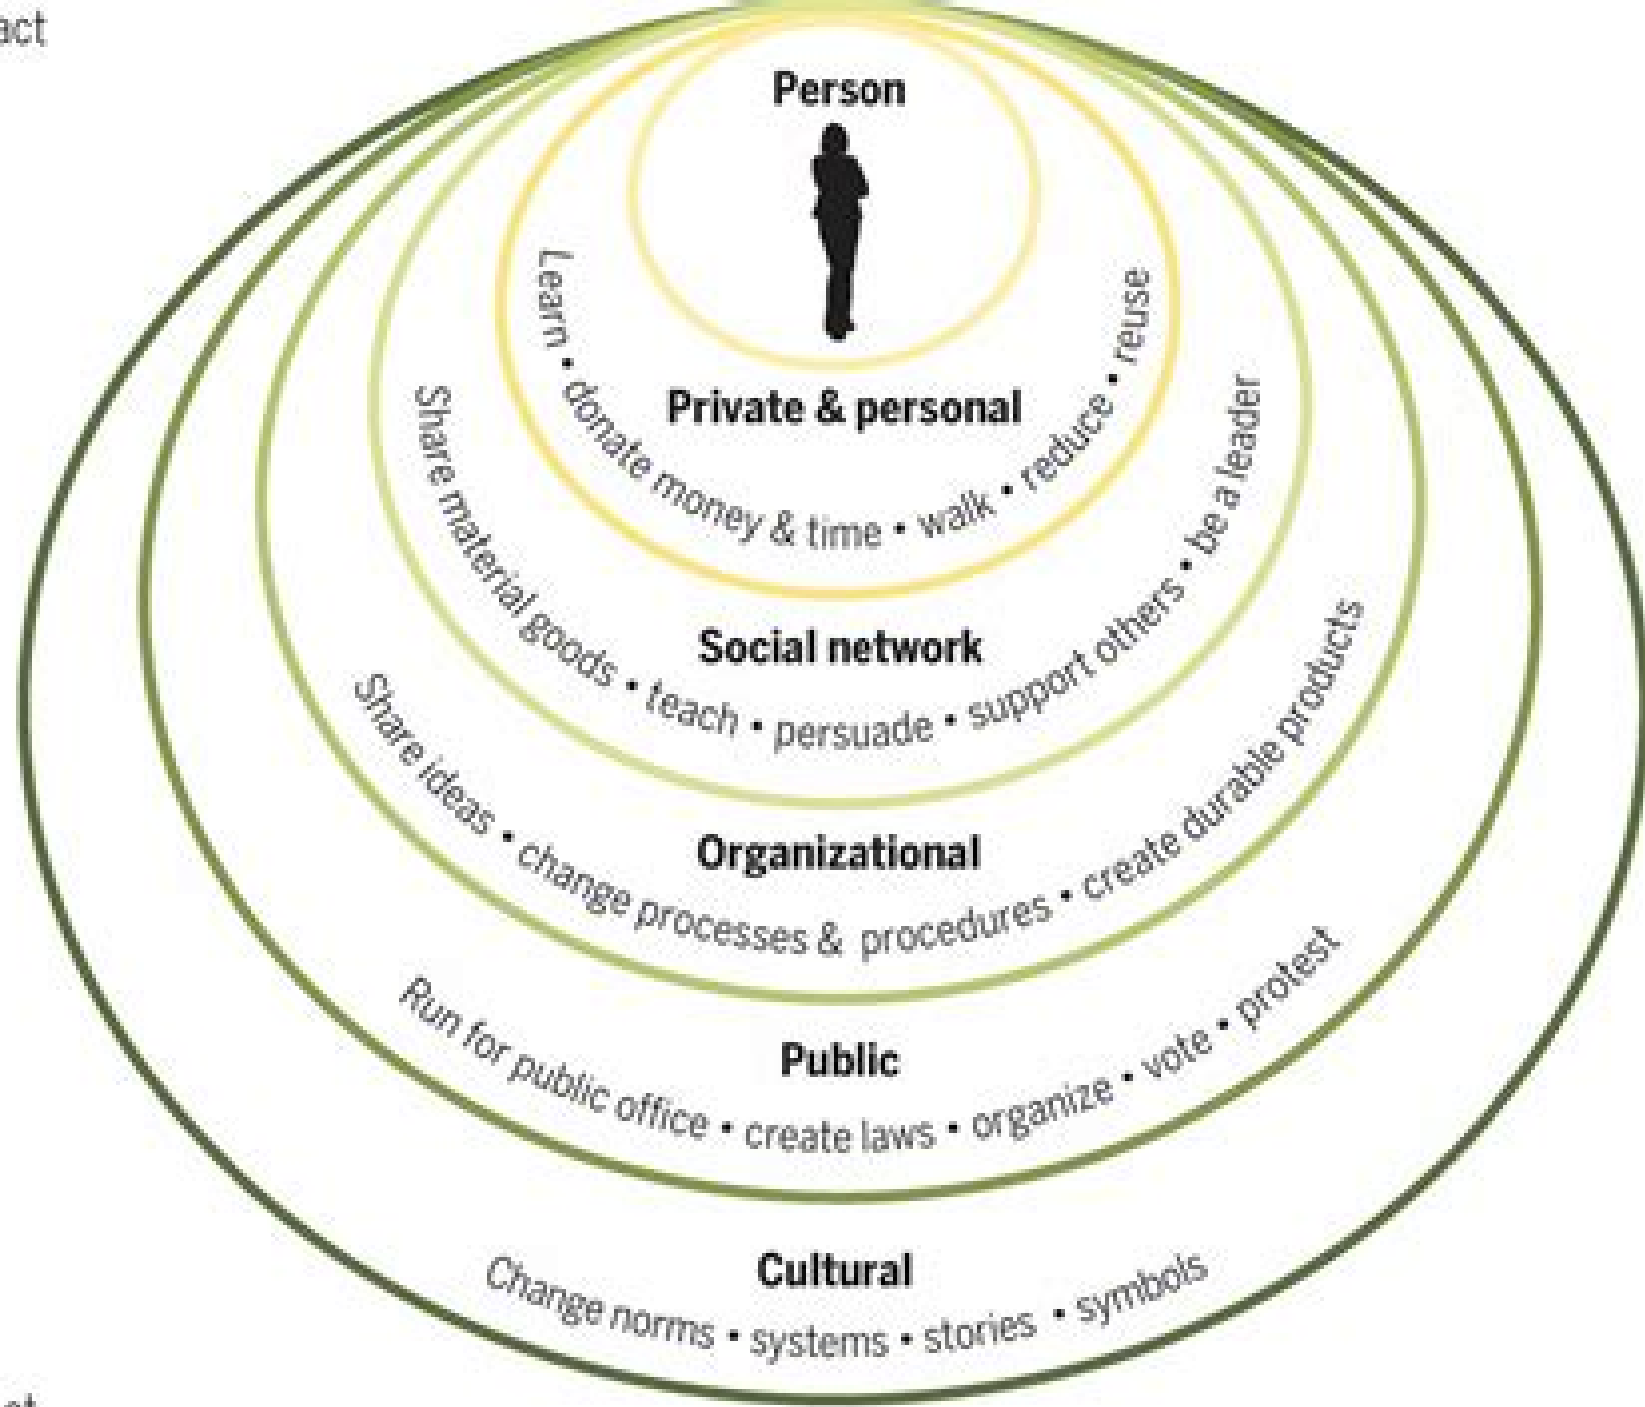 Person
Private & personal
Learn • donate money & time • walk • reduce • reuse
Social network
Share material goods • teach • persuade • support others • be a leader
Organizational
Share ideas • change processes & procedures • create durable products
Public
Run for public office • create laws • organize • vote • protest
Cultural
Change norms • systems • stories • symbols